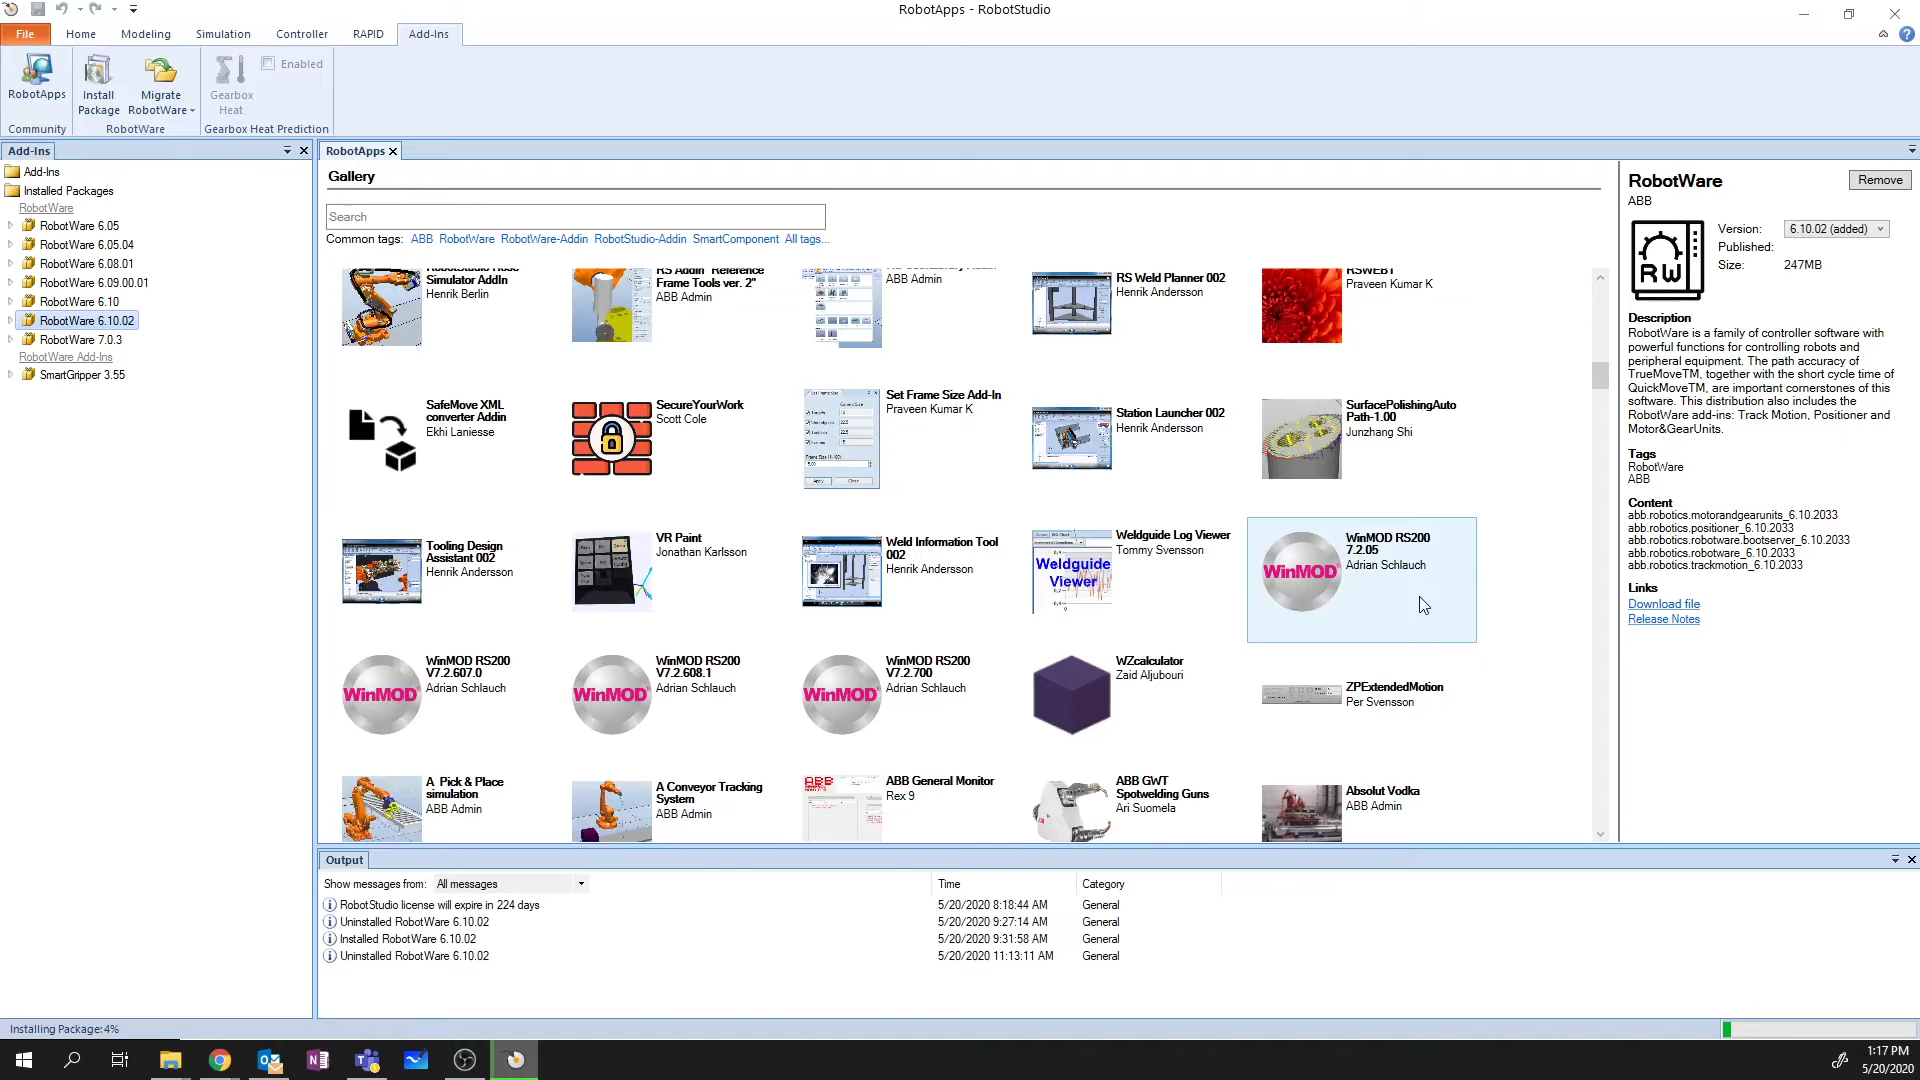 RobotApps - RobotStudio
File Home Modeling Simulation Controller RAPID Add-Ins
RobotApps
Install Package
Migrate RobotWare
Gearbox Heat
Enabled
Community RobotWare Gearbox Heat Prediction
Add-Ins
Add-Ins
Installed Packages
RobotWare
RobotWare 6.05
RobotWare 6.05.04
RobotWare 6.08.01
RobotWare 6.09.00.01
RobotWare 6.10
RobotWare 6.10.02
RobotWare 7.0.3
RobotWare Add-Ins
SmartGripper 3.55
RobotApps
Gallery
Search
Common tags: ABB RobotWare RobotWare-Addin RobotStudio-Addin SmartComponent All tags...
Simulator AddIn
Henrik Berlin
RS Addin "Reference
Frame Tools ver. 2"
ABB Admin
ABB Admin
RS Weld Planner 002
Henrik Andersson
RSWEBT
Praveen Kumar K
SafeMove XML
converter Addin
Ekhi Laniesse
SecureYourWork
Scott Cole
Set Frame Size Add-In
Praveen Kumar K
Station Launcher 002
Henrik Andersson
SurfacePolishingAuto
Path-1.00
Junzhang Shi
Tooling Design
Assistant 002
Henrik Andersson
VR Paint
Jonathan Karlsson
Weld Information Tool
002
Henrik Andersson
Weldguide
Viewer
Weldguide Log Viewer
Tommy Svensson
WinMOD
WinMOD RS200
7.2.05
Adrian Schlauch
WinMOD
WinMOD RS200
V7.2.607.0
Adrian Schlauch
WinMOD
WinMOD RS200
V7.2.608.1
Adrian Schlauch
WinMOD
WinMOD RS200
V7.2.700
Adrian Schlauch
WZcalculator
Zaid Aljubouri
ZPExtendedMotion
Per Svensson
A Pick & Place
simulation
ABB Admin
A Conveyor Tracking
System
ABB Admin
ABB
ABB General Monitor
Rex 9
ABB GWT
Spotwelding Guns
Ari Suomela
Absolut Vodka
ABB Admin
RobotWare
Remove
ABB
RW
Version: 6.10.02 (added)
Published:
Size: 247MB
Description
RobotWare is a family of controller software with
powerful functions for controlling robots and
peripheral equipment. The path accuracy of
TrueMoveTM, together with the short cycle time of
QuickMoveTM, are important cornerstones of this
software. This distribution also includes the
RobotWare add-ins: Track Motion, Positioner and
Motor&GearUnits.
Tags
RobotWare
ABB
Content
abb.robotics.motorandgearunits_6.10.2033
abb.robotics.positioner_6.10.2033
abb.robotics.robotware.bootserver_6.10.2033
abb.robotics.robotware_6.10.2033
abb.robotics.trackmotion_6.10.2033
Links
Download file
Release Notes
Output
Show messages from: All messages Time Category
RobotStudio license will expire in 224 days 5/20/2020 8:18:44 AM General
Uninstalled RobotWare 6.10.02 5/20/2020 9:27:14 AM General
Installed RobotWare 6.10.02 5/20/2020 9:31:58 AM General
Uninstalled RobotWare 6.10.02 5/20/2020 11:13:11 AM General
Installing Package:4%
1:17 PM
5/20/2020